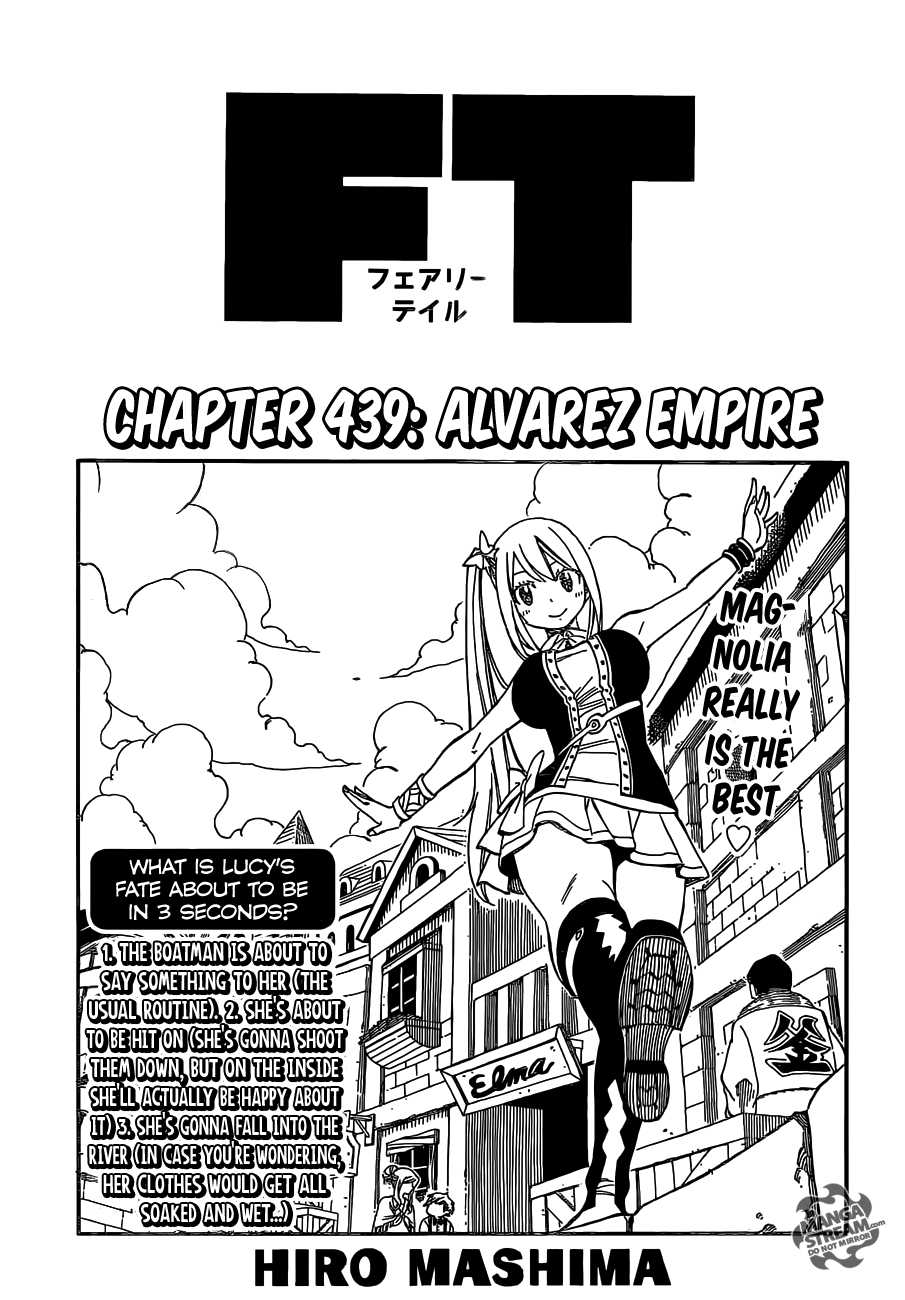 FT
フェアリー
テイル
CHAPTER 439: ALVAREZ EMPIRE
MAG-
NOLIA
REALLY
IS THE
BEST ♡
WHAT IS LUCY'S
FATE ABOUT TO BE
IN 3 SECONDS?
1. THE BOATMAN IS ABOUT TO
SAY SOMETHING TO HER (THE
USUAL ROUTINE). 2. SHE'S ABOUT
TO BE HIT ON (SHE'S GONNA SHOOT
THEM DOWN, BUT ON THE INSIDE
SHE'LL ACTUALLY BE HAPPY ABOUT
IT) 3. SHE'S GONNA FALL INTO THE
RIVER (IN CASE YOU'RE WONDERING,
HER CLOTHES WOULD GET ALL
SOAKED AND WET...)
Elma
釜
MANGA
STREAM.com
DO NOT MIRROR
HIRO MASHIMA